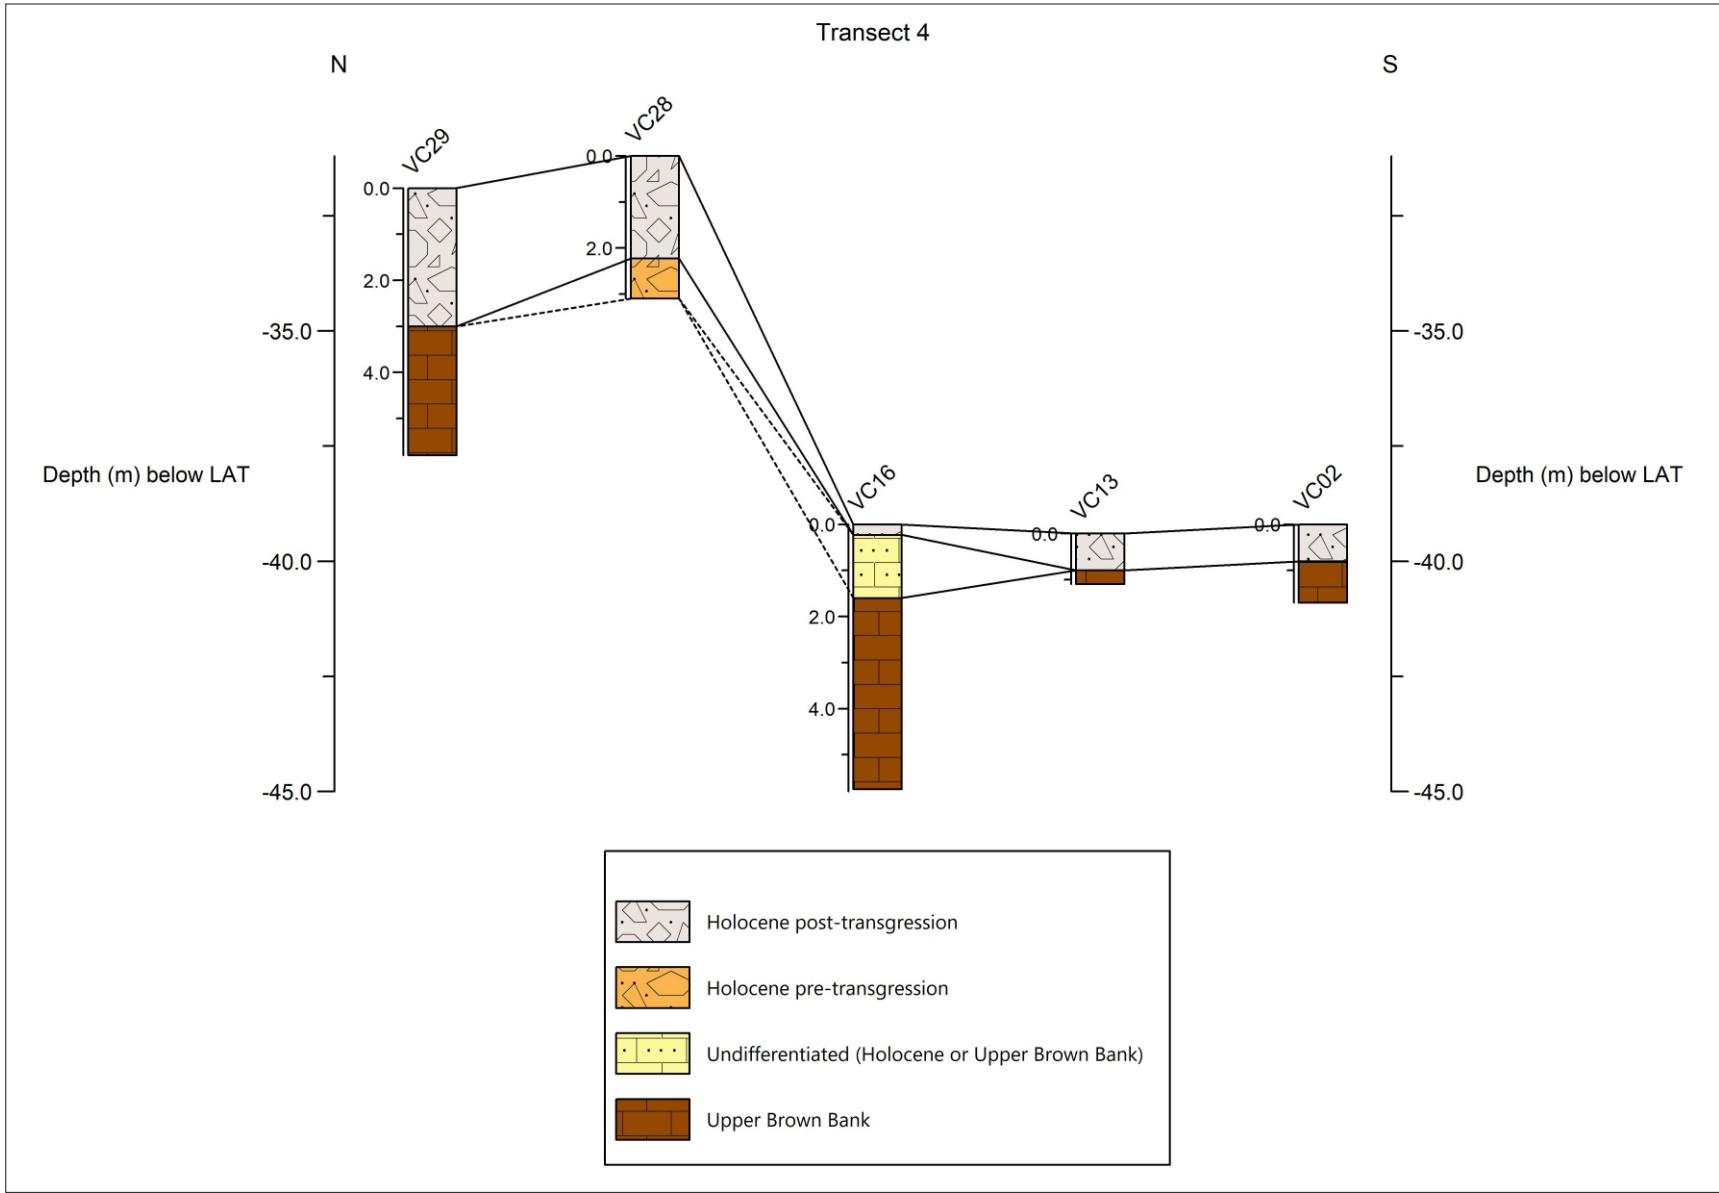 Transect 4
N
S
VC29
VC28
VC16
VC13
VC02
0.0
2.0
4.0
0.0
2.0
0.0
2.0
4.0
0.0
0.0
-35.0
-40.0
-45.0
-35.0
-40.0
-45.0
Depth (m) below LAT
Depth (m) below LAT
Holocene post-transgression
Holocene pre-transgression
Undifferentiated (Holocene or Upper Brown Bank)
Upper Brown Bank